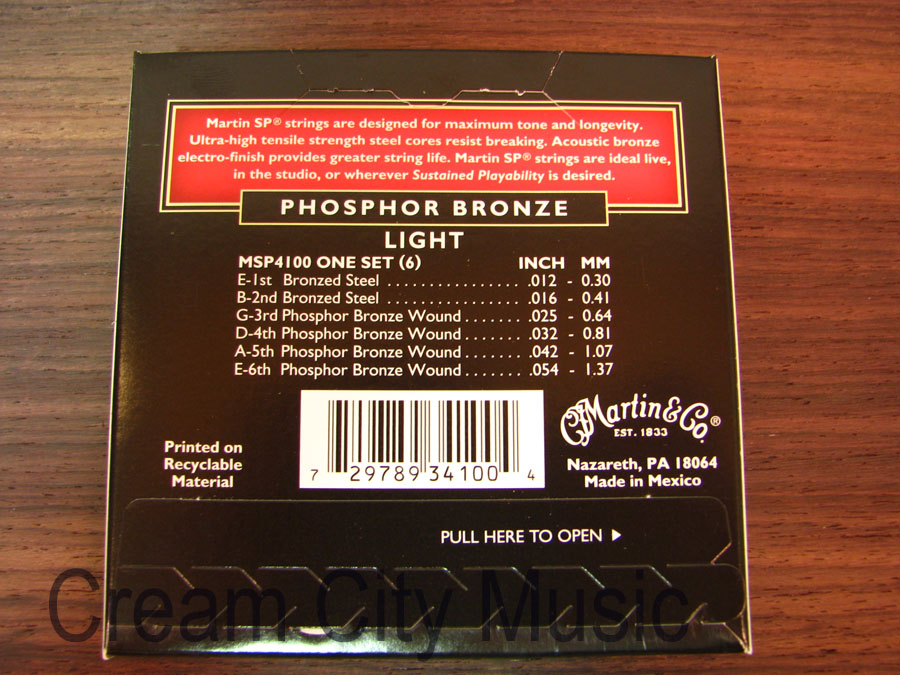 Martin SP® strings are designed for maximum tone and longevity.
Ultra-high tensile strength steel cores resist breaking. Acoustic bronze
electro-finish provides greater string life. Martin SP® strings are ideal live,
in the studio, or wherever Sustained Playability is desired.
PHOSPHOR BRONZE
LIGHT
MSP4100 ONE SET (6) INCH MM
E-1st Bronzed Steel . . . . . . . . . . . . . . . . . .012 - 0.30
B-2nd Bronzed Steel . . . . . . . . . . . . . . . . . .016 - 0.41
G-3rd Phosphor Bronze Wound . . . . . . . .025 - 0.64
D-4th Phosphor Bronze Wound . . . . . . . .032 - 0.81
A-5th Phosphor Bronze Wound . . . . . . . .042 - 1.07
E-6th Phosphor Bronze Wound . . . . . . . .054 - 1.37
7 29789 34100 4
Printed on
Recyclable
Material
Martin & Co.®
EST. 1833
Nazareth, PA 18064
Made in Mexico
PULL HERE TO OPEN ▶
Cream City Music